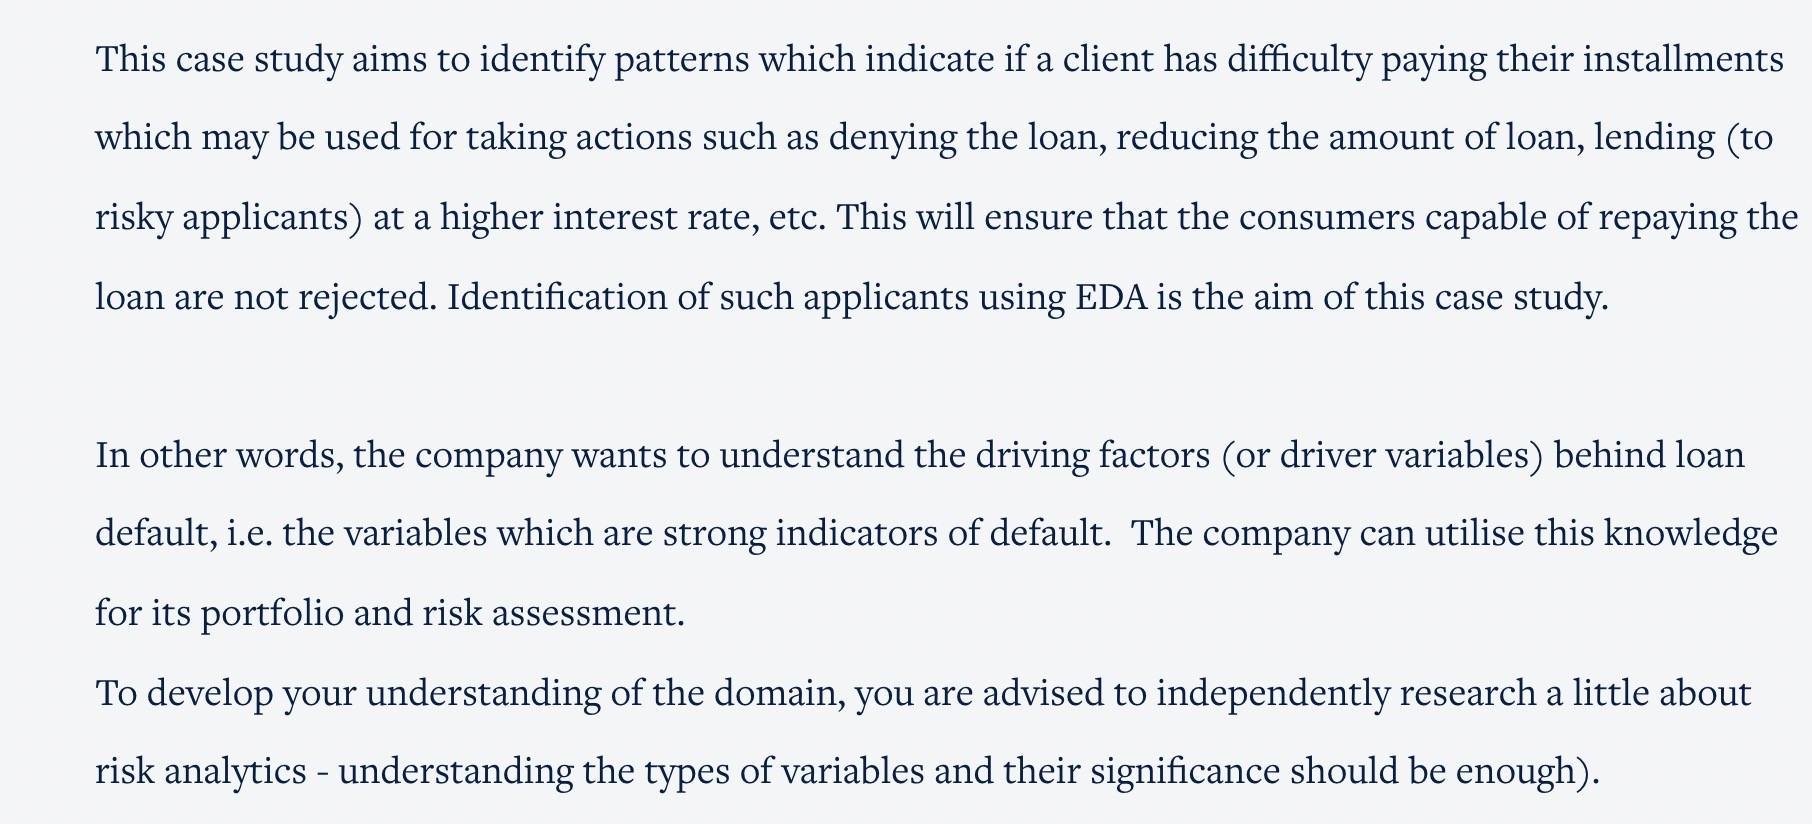 This case study aims to identify patterns which indicate if a client has difficulty paying their installments
which may be used for taking actions such as denying the loan, reducing the amount of loan, lending (to
risky applicants) at a higher interest rate, etc. This will ensure that the consumers capable of repaying the
loan are not rejected. Identification of such applicants using EDA is the aim of this case study.
In other words, the company wants to understand the driving factors (or driver variables) behind loan
default, i.e. the variables which are strong indicators of default.  The company can utilise this knowledge
for its portfolio and risk assessment.
To develop your understanding of the domain, you are advised to independently research a little about
risk analytics - understanding the types of variables and their significance should be enough).